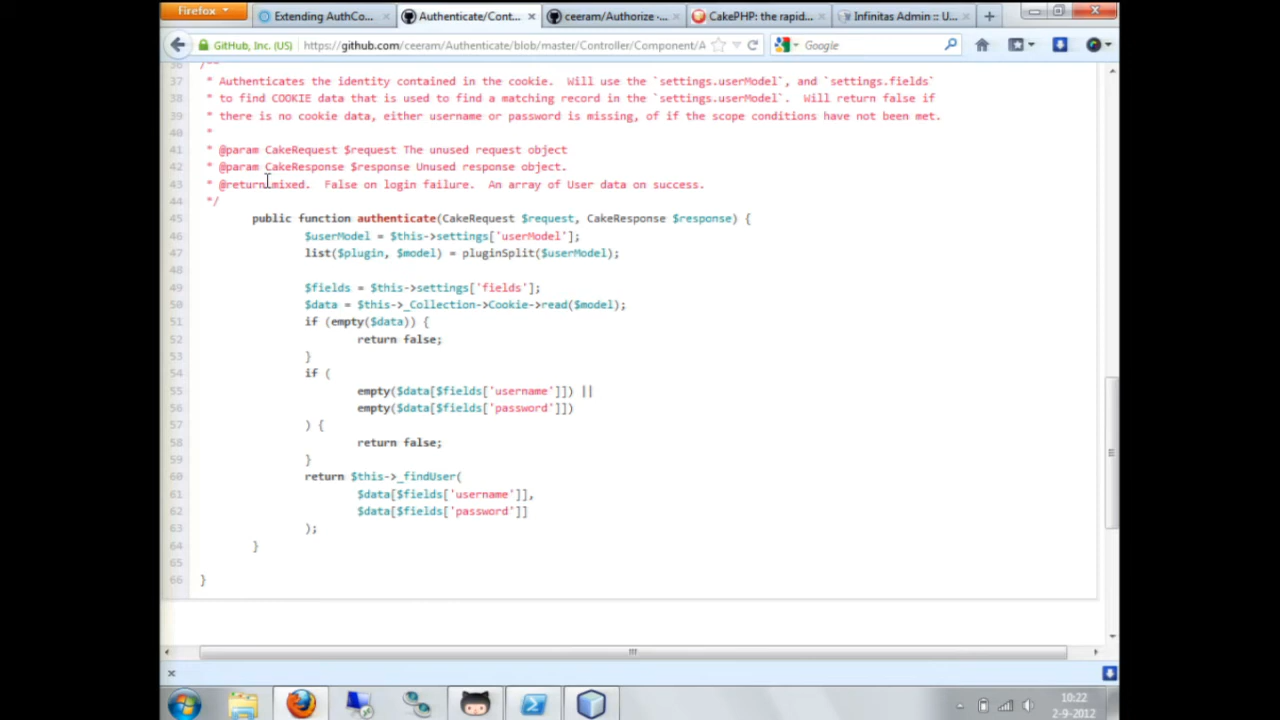 Firefox
Extending AuthCo...
Authenticate/Cont... ×
ceeram/Authorize ·... ×
CakePHP: the rapid... ×
Infinitas Admin :: U... ×
GitHub, Inc. (US)
https://github.com/ceeram/Authenticate/blob/master/Controller/Component/A
Google
36 /**
37 * Authenticates the identity contained in the cookie.  Will use the `settings.userModel`, and `settings.fields`
38 * to find COOKIE data that is used to find a matching record in the `settings.userModel`.  Will return false if
39 * there is no cookie data, either username or password is missing, of if the scope conditions have not been met.
40 *
41 * @param CakeRequest $request The unused request object
42 * @param CakeResponse $response Unused response object.
43 * @return mixed.  False on login failure.  An array of User data on success.
44 */
45 public function authenticate(CakeRequest $request, CakeResponse $response) {
46 $userModel = $this->settings['userModel'];
47 list($plugin, $model) = pluginSplit($userModel);
48
49 $fields = $this->settings['fields'];
50 $data = $this->_Collection->Cookie->read($model);
51 if (empty($data)) {
52 return false;
53 }
54 if (
55 empty($data[$fields['username']]) ||
56 empty($data[$fields['password']])
57 ) {
58 return false;
59 }
60 return $this->_findUser(
61 $data[$fields['username']],
62 $data[$fields['password']]
63 );
64 }
65
66 }
10:22
2-9-2012